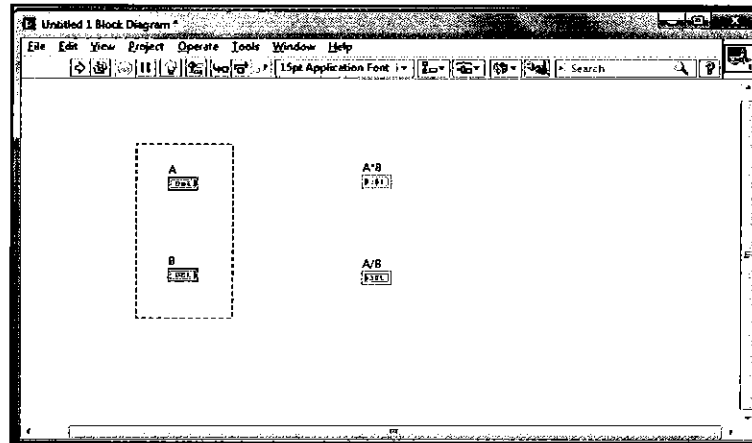 Untitled 1 Block Diagram *
File Edit View Project Operate Tools Window Help
15pt Application Font Search
A A*B
DBL DBL
B A/B
DBL DBL